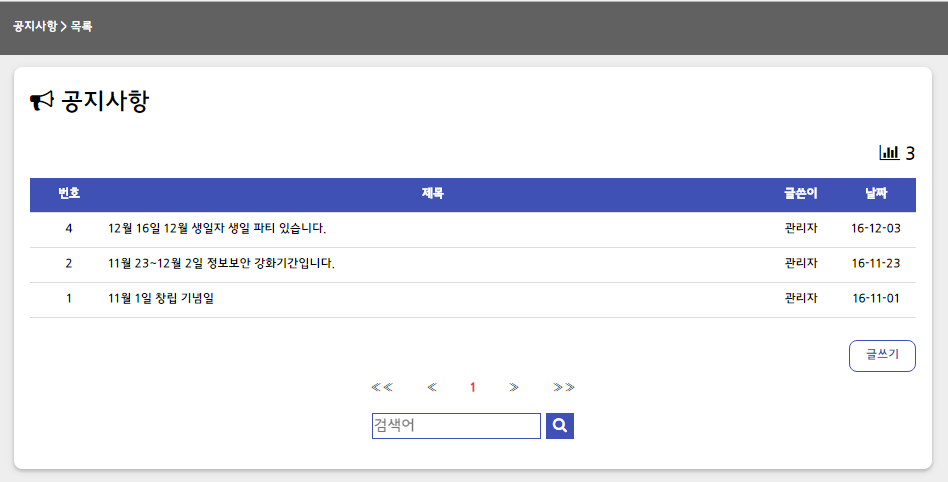 공지사항 > 목록
공지사항
3
번호 제목 글쓴이 날짜
4 12월 16일 12월 생일자 생일 파티 있습니다. 관리자 16-12-03
2 11월 23~12월 2일 정보보안 강화기간입니다. 관리자 16-11-23
1 11월 1일 창립 기념일 관리자 16-11-01
글쓰기
≪≪ ≪ 1 ≫ ≫≫
검색어